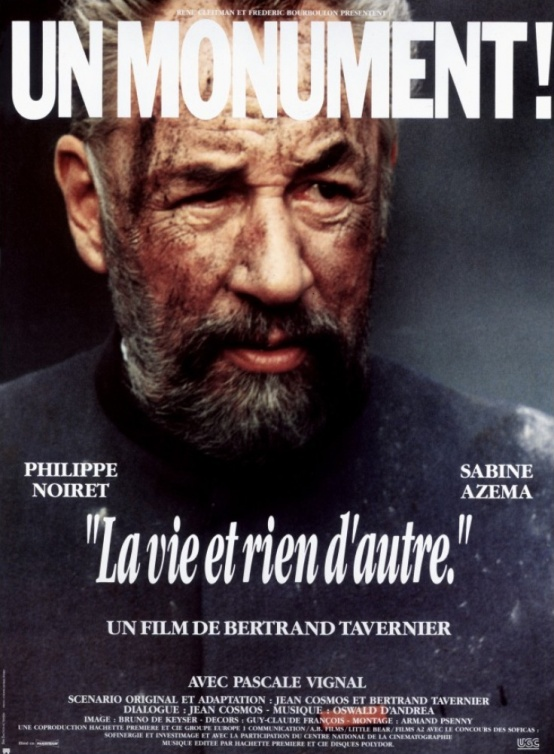 RENE CLEITMAN ET FREDERIC BOURBOULON PRESENTENT
UN MONUMENT!
PHILIPPE NOIRET
SABINE AZEMA
"La vie et rien d'autre."
UN FILM DE BERTRAND TAVERNIER
AVEC PASCALE VIGNAL
SCENARIO ORIGINAL ET ADAPTATION : JEAN COSMOS ET BERTRAND TAVERNIER
DIALOGUE : JEAN COSMOS - MUSIQUE : OSWALD D'ANDREA
IMAGE : BRUNO DE KEYSER - DECORS : GUY-CLAUDE FRANÇOIS - MONTAGE : ARMAND PSENNY
UNE COPRODUCTION HACHETTE PREMIERE ET CIE GROUPE EUROPE 1 COMMUNICATION / A.B. FILMS / LITTLE BEAR / FILMS A2 AVEC LE CONCOURS DES SOFICAS
SOFINERGIE ET INVESTIMAGE ET AVEC LA PARTICIPATION DU CENTRE NATIONAL DE LA CINEMATOGRAPHIE
MUSIQUE EDITEE PAR HACHETTE PREMIERE ET CIE DISQUES POLYDOR.
UGC